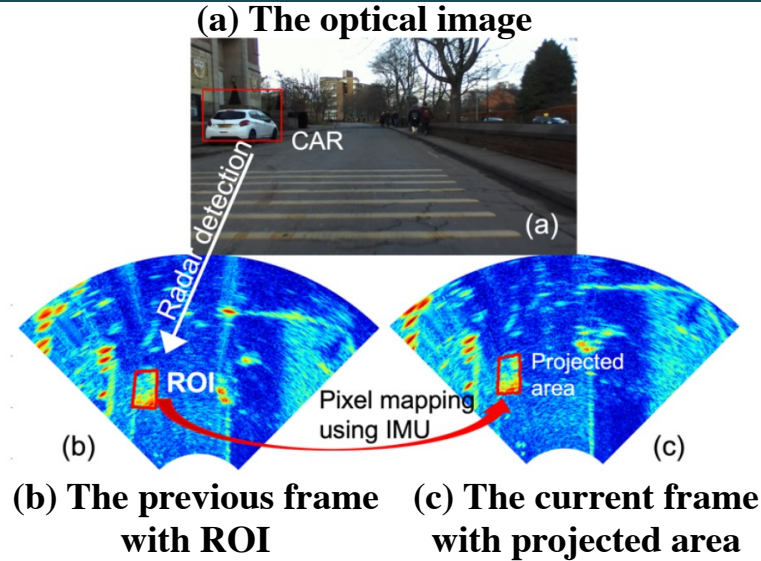 (a) The optical image
CAR
Radar detection
(a)
ROI
Projected
area
Pixel mapping
using IMU
(b)
(c)
(b) The previous frame
with ROI
(c) The current frame
with projected area